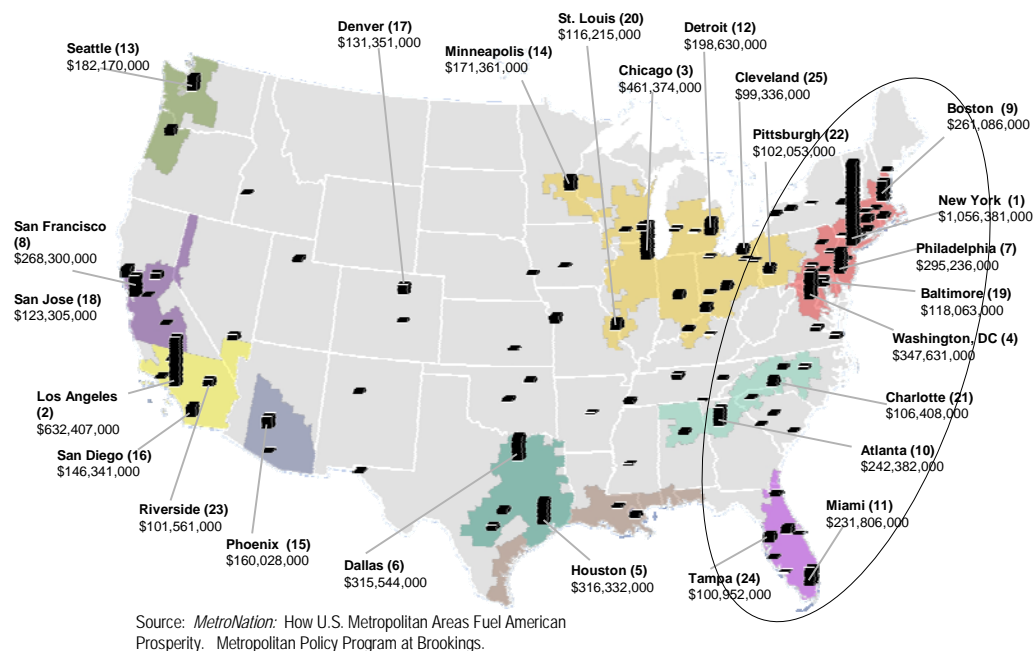 St. Louis (20)
$116,215,000
Denver (17)
$131,351,000
Detroit (12)
$198,630,000
Seattle (13)
$182,170,000
Minneapolis (14)
$171,361,000
Chicago (3)
$461,374,000
Cleveland (25)
$99,336,000
Boston (9)
$261,086,000
Pittsburgh (22)
$102,053,000
New York (1)
$1,056,381,000
San Francisco
(8)
$268,300,000
Philadelphia (7)
$295,236,000
San Jose (18)
$123,305,000
Baltimore (19)
$118,063,000
Washington, DC (4)
$347,631,000
Los Angeles
(2)
$632,407,000
Charlotte (21)
$106,408,000
San Diego (16)
$146,341,000
Atlanta (10)
$242,382,000
Riverside (23)
$101,561,000
Miami (11)
$231,806,000
Phoenix (15)
$160,028,000
Dallas (6)
$315,544,000
Houston (5)
$316,332,000
Tampa (24)
$100,952,000
Source: MetroNation: How U.S. Metropolitan Areas Fuel American
Prosperity. Metropolitan Policy Program at Brookings.